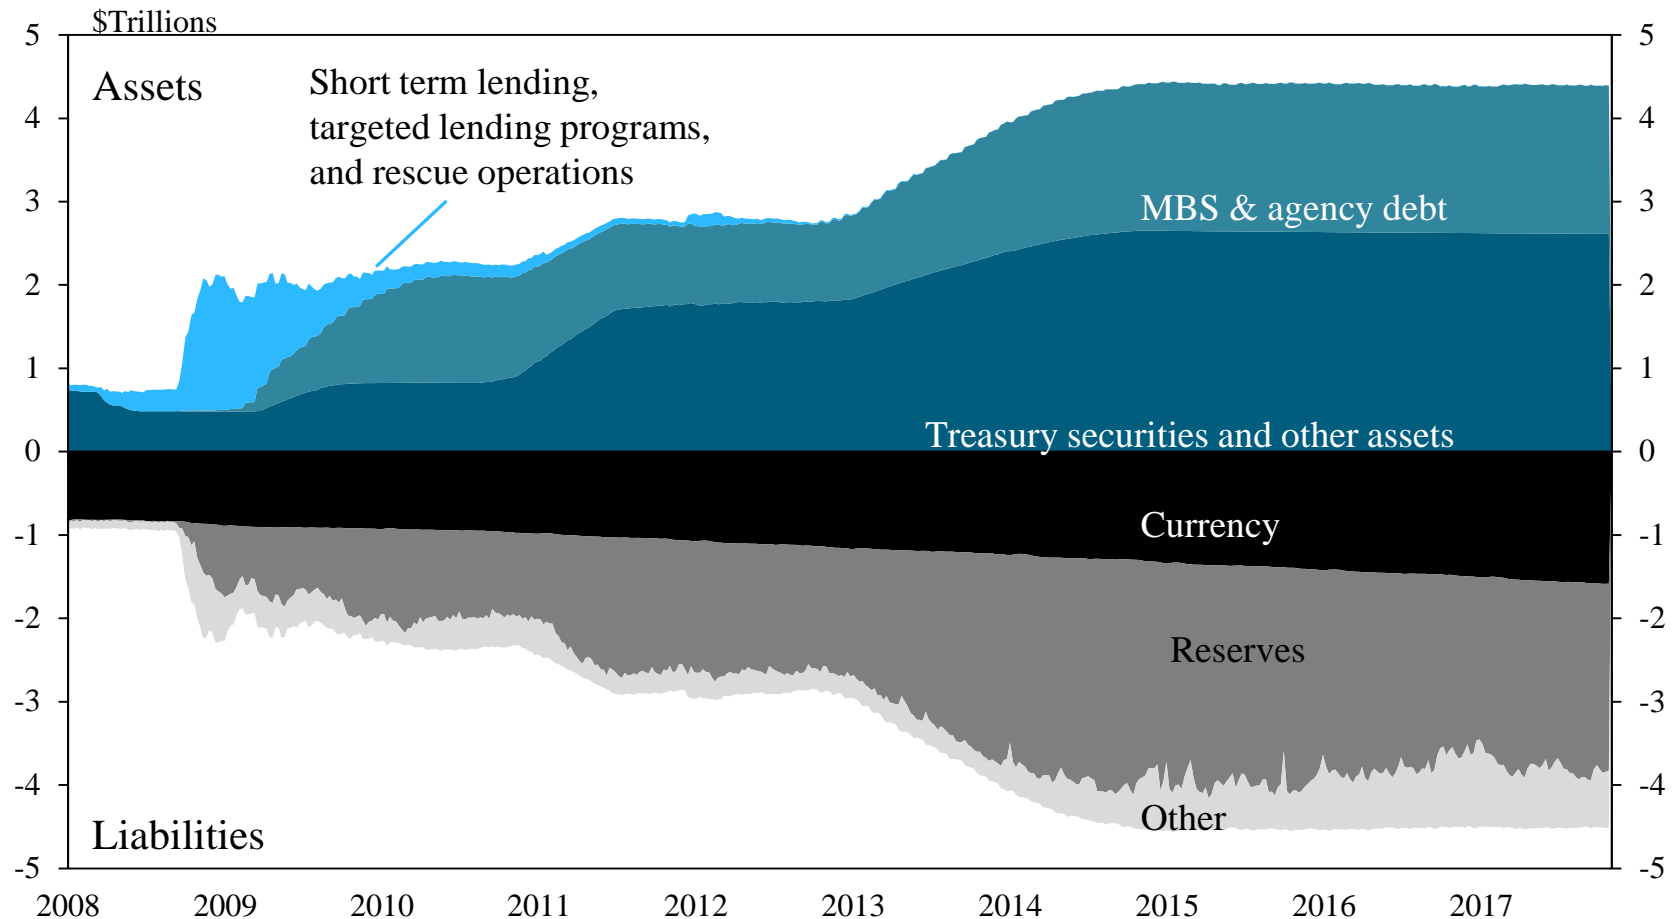 $Trillions
5 5
Assets
Short term lending,
targeted lending programs,
and rescue operations
4 4
3 3
MBS & agency debt
2 2
1 1
Treasury securities and other assets
0 0
Currency
-1 -1
-2 -2
Reserves
-3 -3
-4 -4
Other
Liabilities
-5 -5
2008 2009 2010 2011 2012 2013 2014 2015 2016 2017